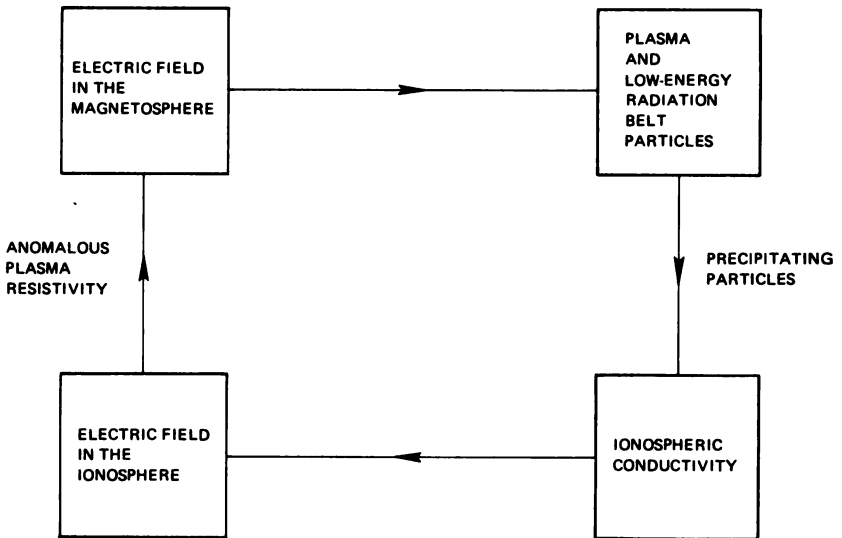 ELECTRIC FIELD
IN THE
MAGNETOSPHERE
PLASMA
AND
LOW-ENERGY
RADIATION
BELT
PARTICLES
ANOMALOUS
PLASMA
RESISTIVITY
PRECIPITATING
PARTICLES
ELECTRIC FIELD
IN THE
IONOSPHERE
IONOSPHERIC
CONDUCTIVITY